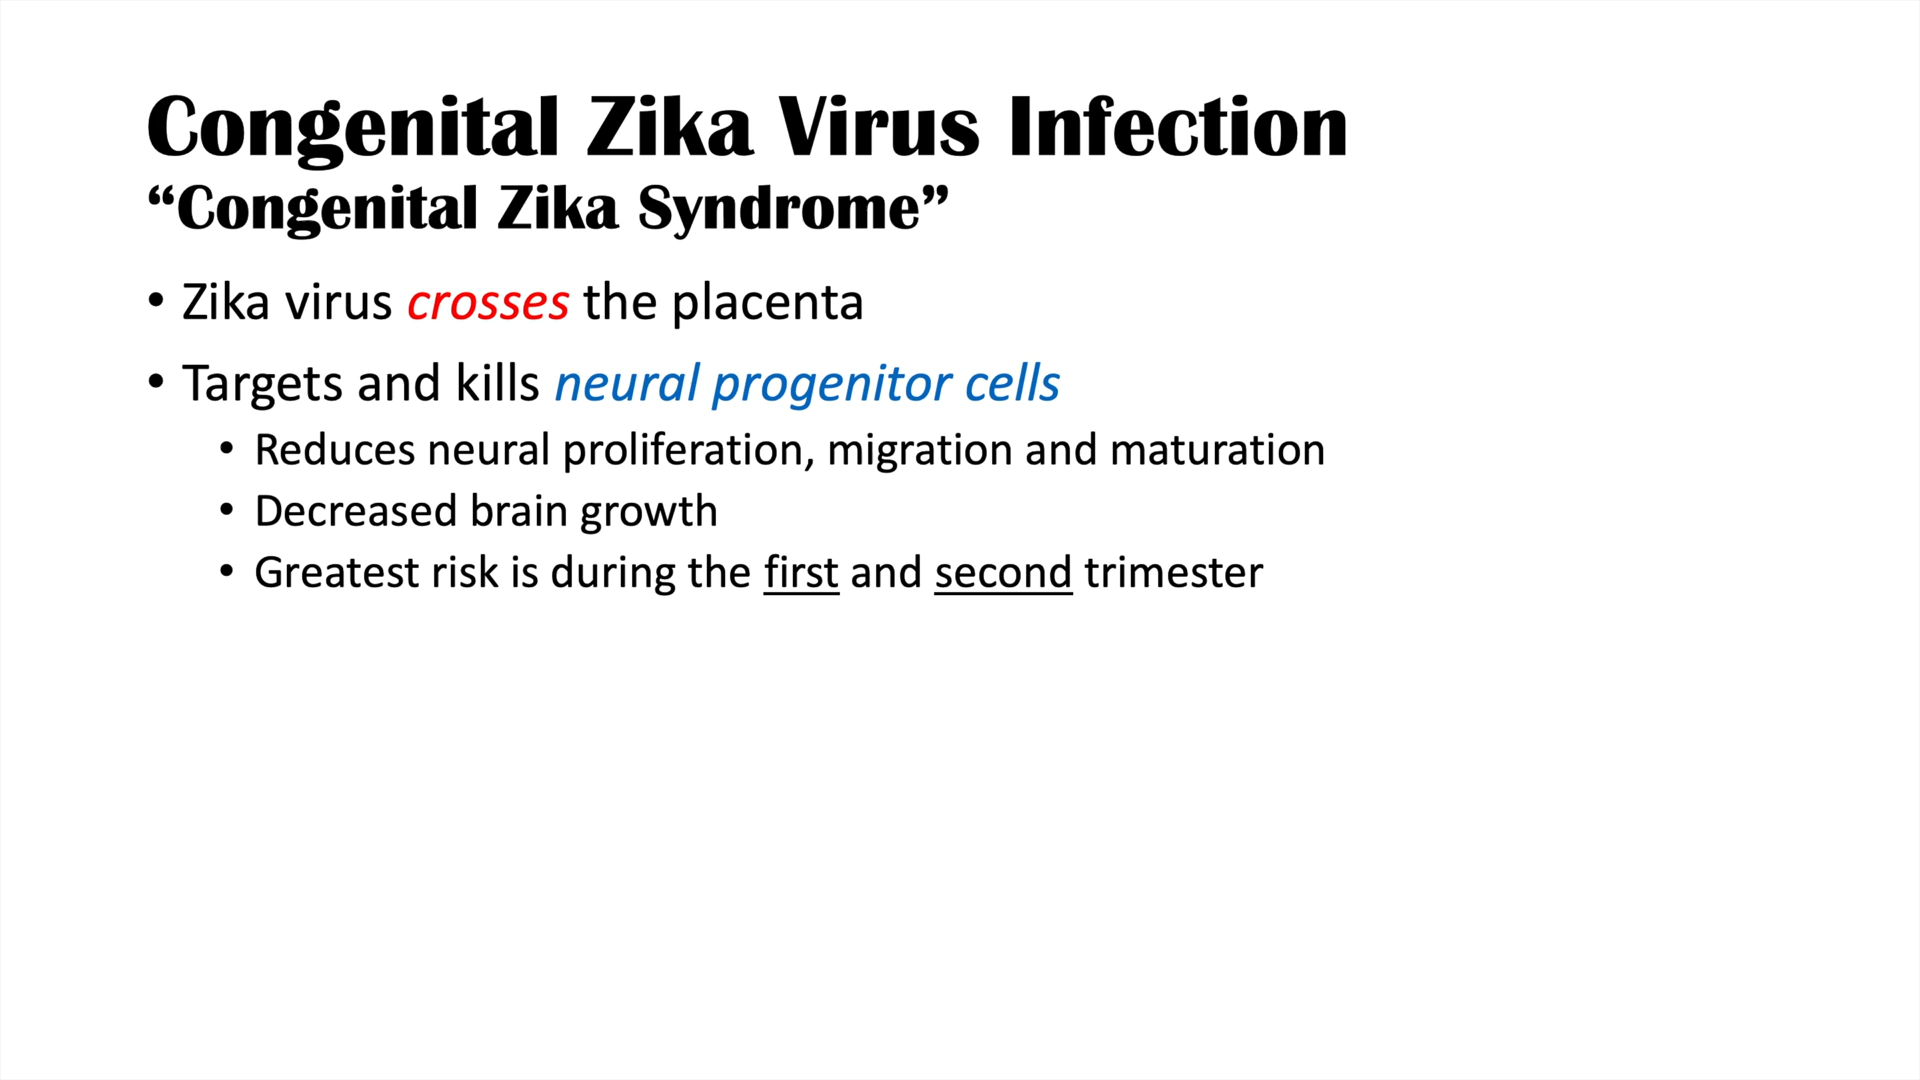 Congenital Zika Virus Infection
“Congenital Zika Syndrome”
• Zika virus crosses the placenta
• Targets and kills neural progenitor cells
• Reduces neural proliferation, migration and maturation
• Decreased brain growth
• Greatest risk is during the first and second trimester